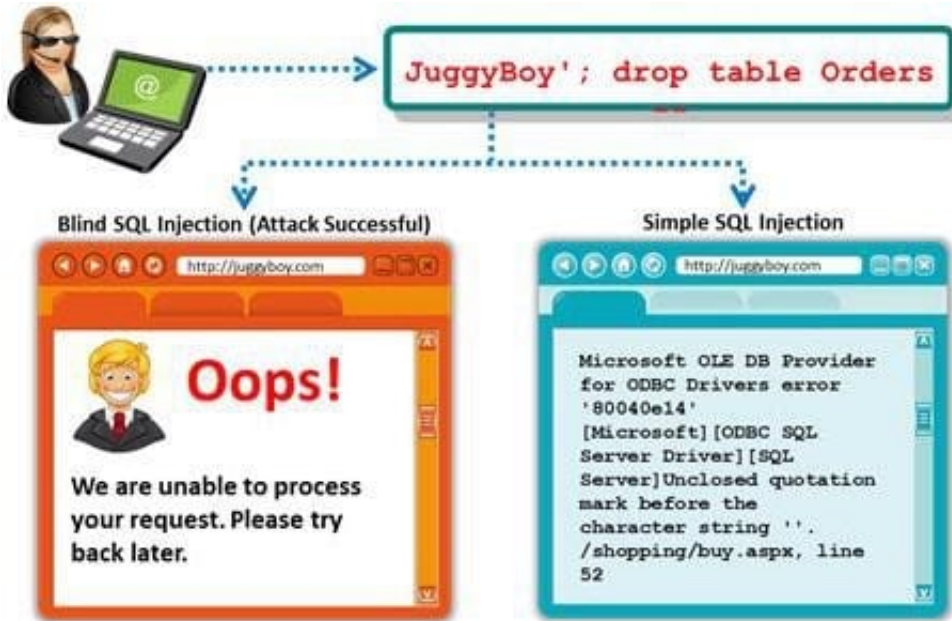 @
JuggyBoy'; drop table Orders
--
Blind SQL Injection (Attack Successful)
http://juggyboy.com
Oops!
We are unable to process
your request. Please try
back later.
Simple SQL Injection
http://juggyboy.com
Microsoft OLE DB Provider
for ODBC Drivers error
'80040e14'
[Microsoft][ODBC SQL
Server Driver][SQL
Server]Unclosed quotation
mark before the
character string ''.
/shopping/buy.aspx, line
52